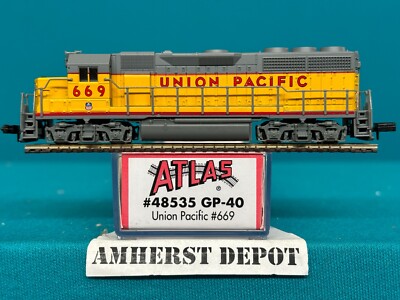 669
UNION PACIFIC
ATLAS
#48535 GP-40
Union Pacific #669
AMHERST DEPOT